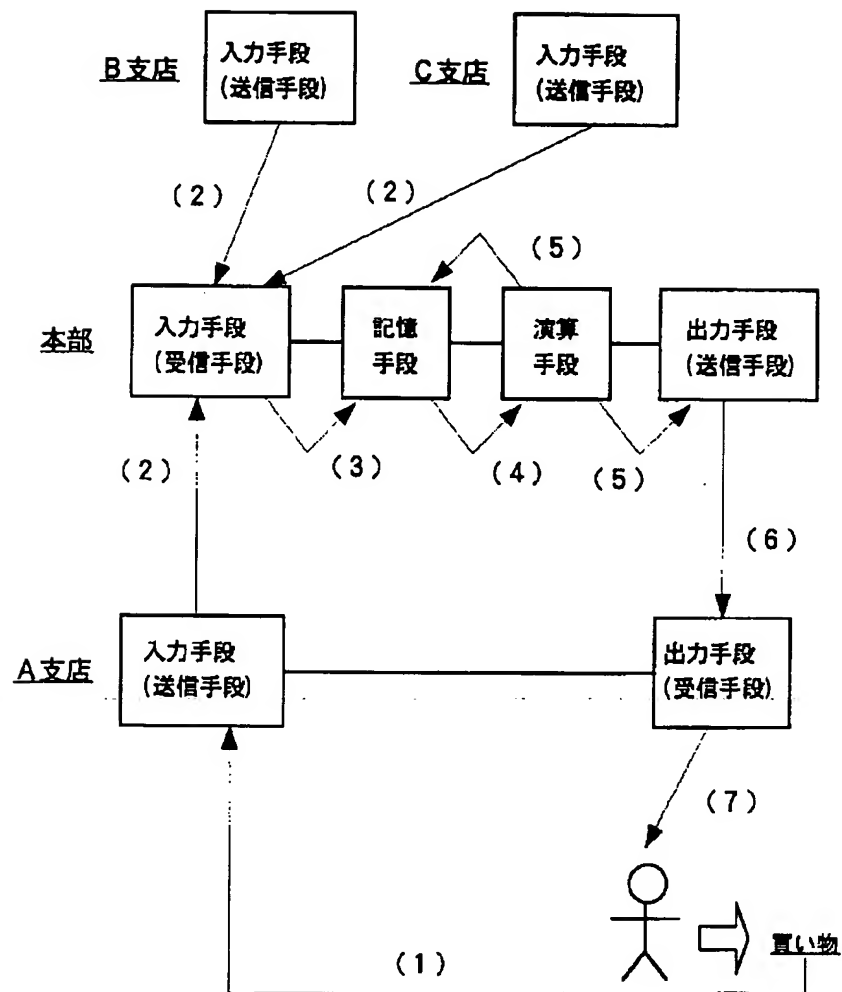 B支店
入力手段
(送信手段)
C支店
入力手段
(送信手段)
(2)
(2)
(5)
本部
入力手段
(受信手段)
記憶
手段
演算
手段
出力手段
(送信手段)
(2)
(3)
(4)
(5)
(6)
A支店
入力手段
(送信手段)
出力手段
(受信手段)
(7)
買い物
(1)